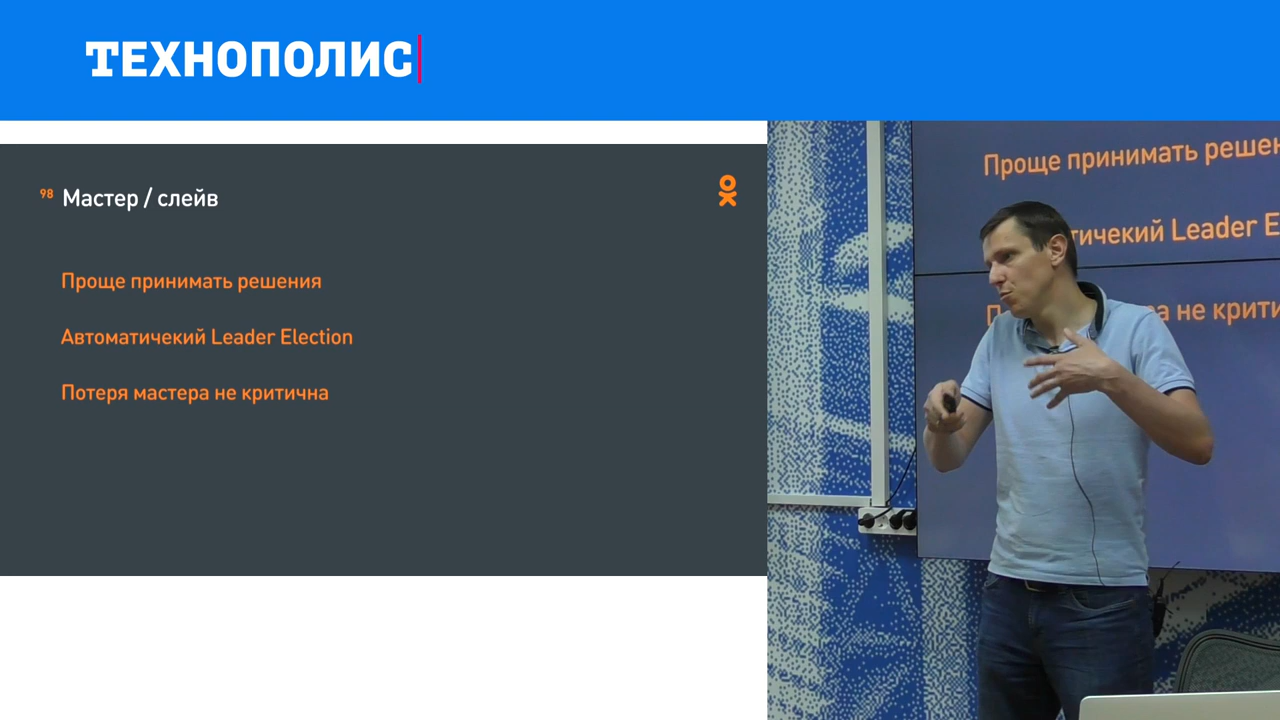 ТЕХНОПОЛИС
98 Мастер / слейв
Проще принимать решения
Автоматичекий Leader Election
Потеря мастера не критична
Проще принимать решен
тичекий Leader E
П
а не крити